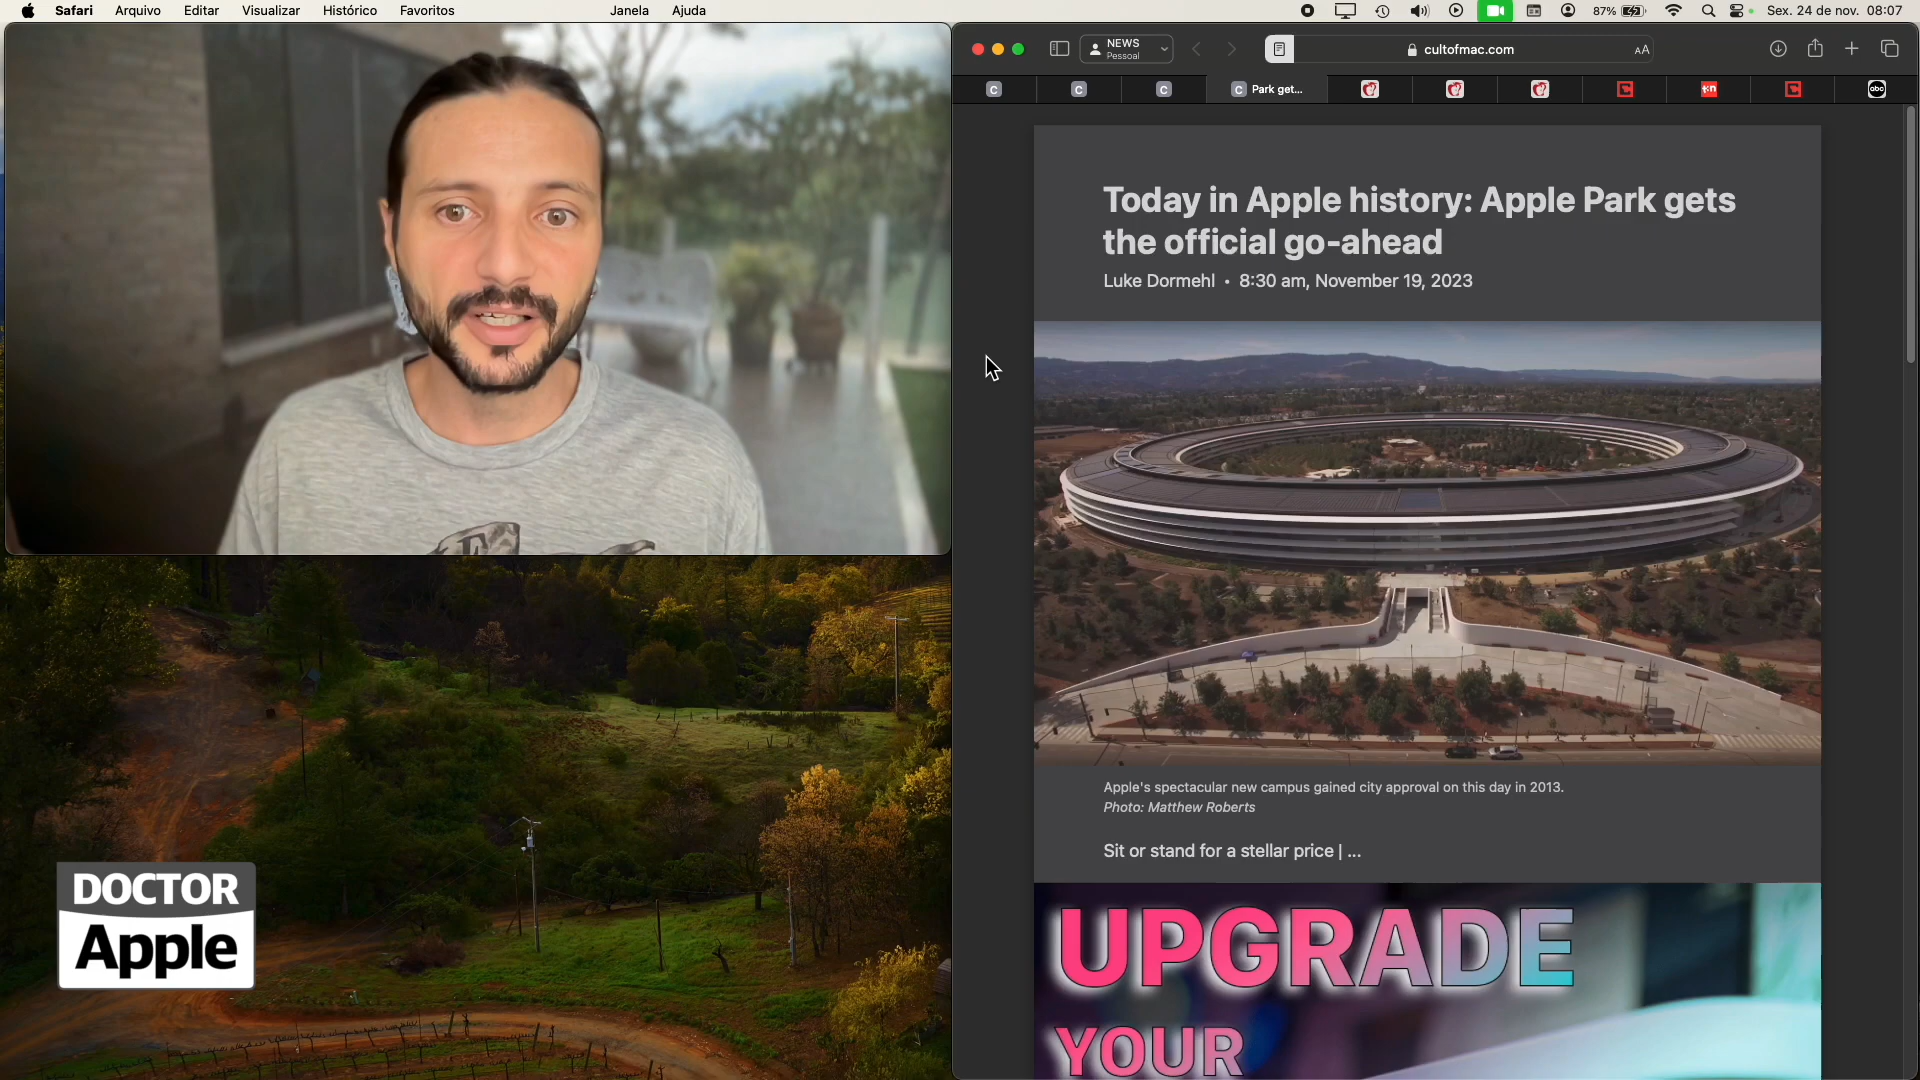 Safari Arquivo Editar Visualizar Histórico Favoritos Janela Ajuda
87% Sex. 24 de nov. 08:07
NEWS
Pessoal
cultofmac.com
AA
C C C C Park get...
tkn
abc
Today in Apple history: Apple Park gets
the official go-ahead
Luke Dormehl • 8:30 am, November 19, 2023
Apple's spectacular new campus gained city approval on this day in 2013.
Photo: Matthew Roberts
Sit or stand for a stellar price | ...
UPGRADE
YOUR
DOCTOR
Apple